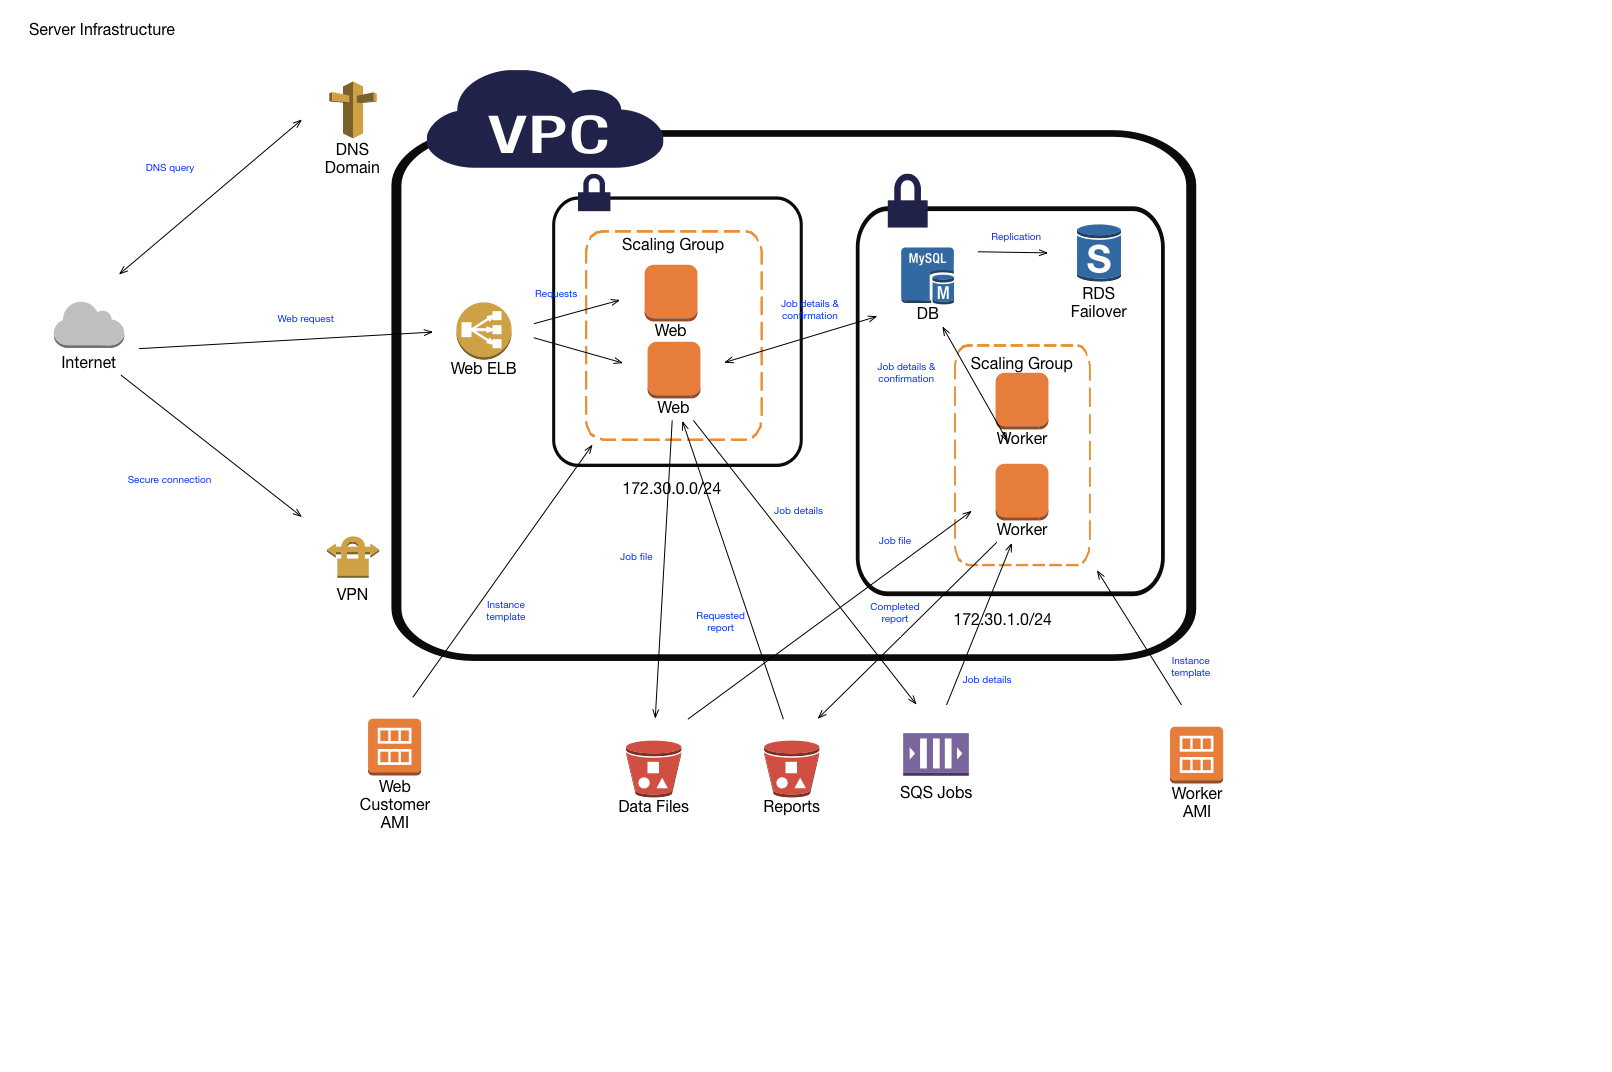 Server Infrastructure
VPC
DNS
Domain
DNS query
Scaling Group
Replication
MySQL
M
S
RDS
Failover
Requests
Web
Job details &
confirmation
DB
Web request
Internet
Web ELB
Web
Job details &
confirmation
Scaling Group
Worker
Secure connection
172.30.0.0/24
Job details
Worker
Job file
Job file
VPN
Instance
template
Requested
report
Completed
report
172.30.1.0/24
Job details
Instance
template
Web
Customer
AMI
Data Files
Reports
SQS Jobs
Worker
AMI